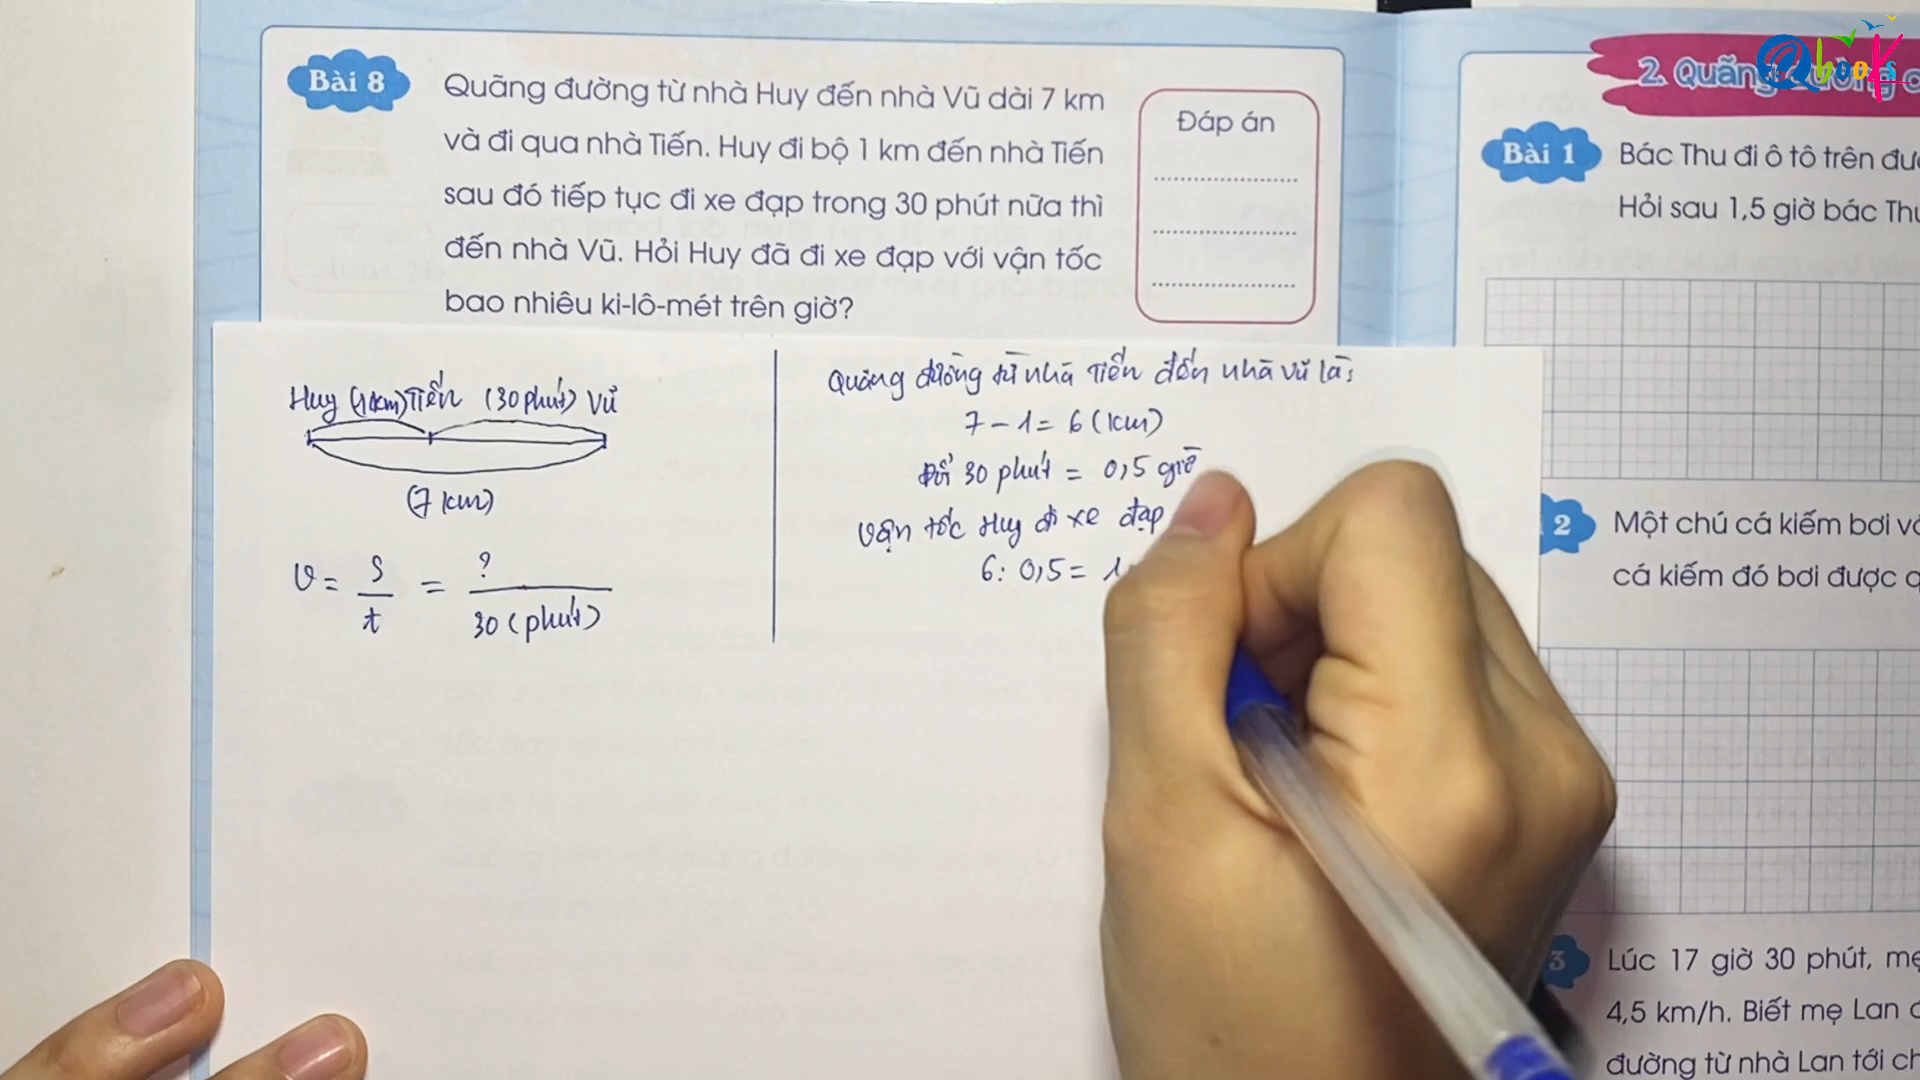 Qbooks
Bài 8
Quãng đường từ nhà Huy đến nhà Vũ dài 7 km
và đi qua nhà Tiến. Huy đi bộ 1 km đến nhà Tiến
sau đó tiếp tục đi xe đạp trong 30 phút nữa thì
đến nhà Vũ. Hỏi Huy đã đi xe đạp với vận tốc
bao nhiêu ki-lô-mét trên giờ?
Đáp án
Huy (1km) Tiến (30 phút) Vũ
(7 km)
v = s/t = ?/30 (phút)
Quãng đường từ nhà Tiến đến nhà Vũ là:
7 - 1 = 6 (km)
Đổi 30 phút = 0,5 giờ
Vận tốc Huy đi xe đạp
6 : 0,5 = 1
2. Quãng đường
Bài 1
Bác Thu đi ô tô trên
Hỏi sau 1,5 giờ bác
2
Một chú cá kiếm bơi
cá kiếm đó bơi được
3
Lúc 17 giờ 30 phút,
4,5 km/h. Biết mẹ Lan
đường từ nhà Lan tới